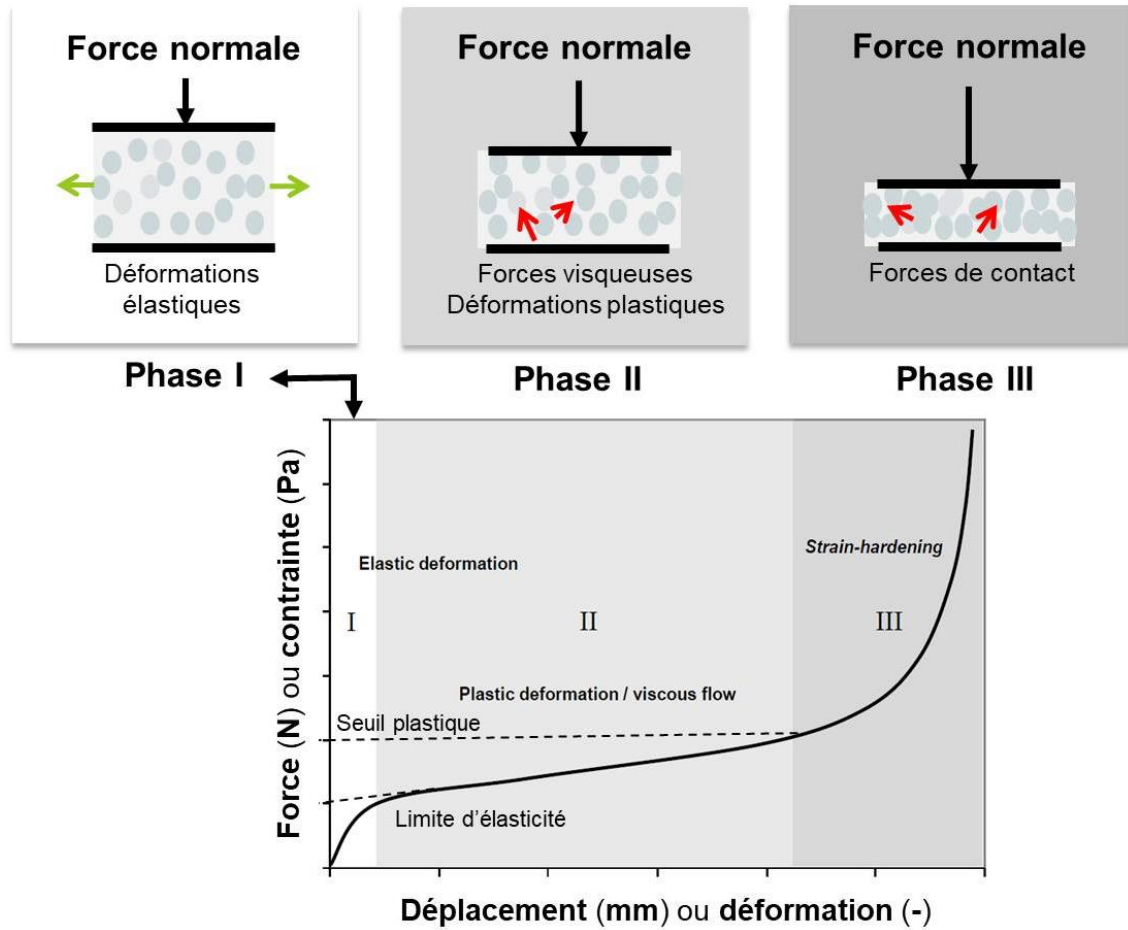 Force normale
Déformations
élastiques
Force normale
Forces visqueuses
Déformations plastiques
Force normale
Forces de contact
Phase I
Phase II
Phase III
Force (N) ou contrainte (Pa)
Elastic deformation
Strain-hardening
I
II
III
Plastic deformation / viscous flow
Seuil plastique
Limite d'élasticité
Déplacement (mm) ou déformation (-)